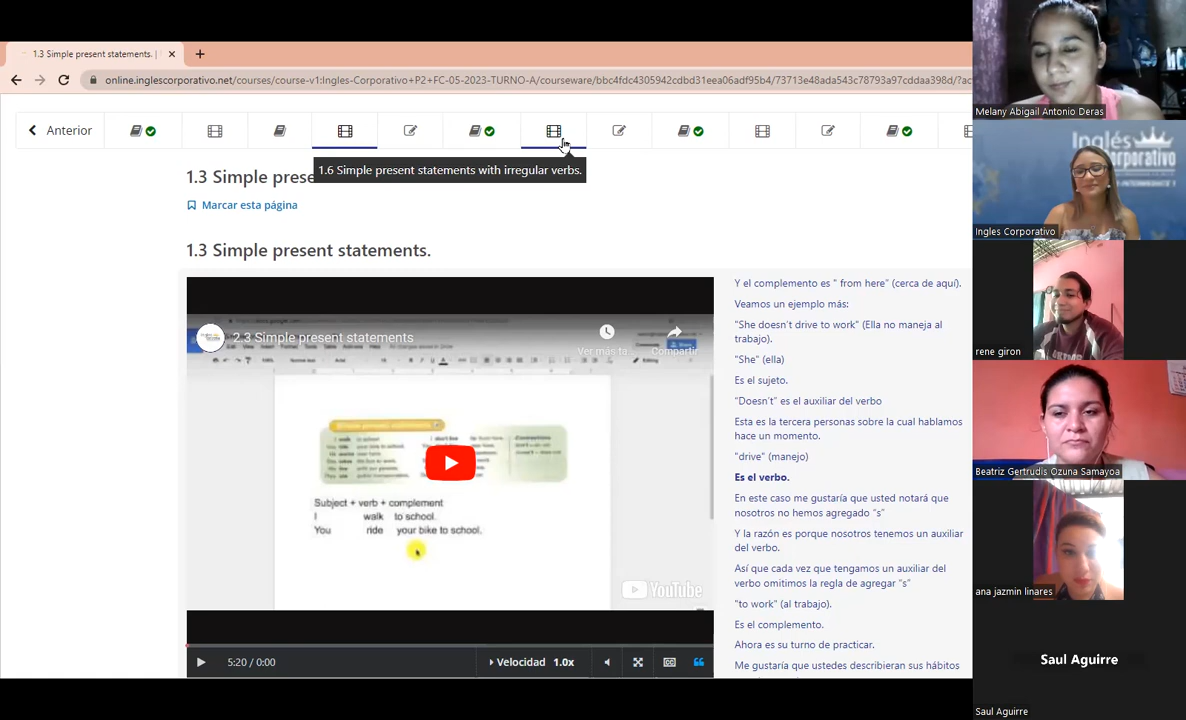 1.3 Simple present statements. |
online.inglescorporativo.net/courses/course-v1:Ingles-Corporativo+P2+FC-05-2023-TURNO-A/courseware/bbc4fdc4305942cdbd31eea06adf95b4/73713e48ada543c78793a97cddaa398d/?ac
Anterior
1.6 Simple present statements with irregular verbs.
1.3 Simple prese
Marcar esta página
1.3 Simple present statements.
2.3 Simple present statements
Ver más ta
Compartir
Simple present statements
Subject + verb + complement
I walk to school.
You ride your bike to school.
YouTube
5:20 / 0:00
Velocidad 1.0x
Y el complemento es " from here" (cerca de aquí).
Veamos un ejemplo más:
"She doesn't drive to work" (Ella no maneja al
trabajo).
"She" (ella)
Es el sujeto.
"Doesn't" es el auxiliar del verbo
Esta es la tercera personas sobre la cual hablamos
hace un momento.
"drive" (manejo)
Es el verbo.
En este caso me gustaría que usted notará que
nosotros no hemos agregado "s"
Y la razón es porque nosotros tenemos un auxiliar
del verbo.
Así que cada vez que tengamos un auxiliar del
verbo omitimos la regla de agregar "s"
"to work" (al trabajo).
Es el complemento.
Ahora es su turno de practicar.
Me gustaría que ustedes describieran sus hábitos
Melany Abigail Antonio Deras
Inglés
Corporativo
Ingles Corporativo
rene giron
Beatriz Gertrudis Ozuna Samayoa
ana jazmin linares
Saul Aguirre
Saul Aguirre